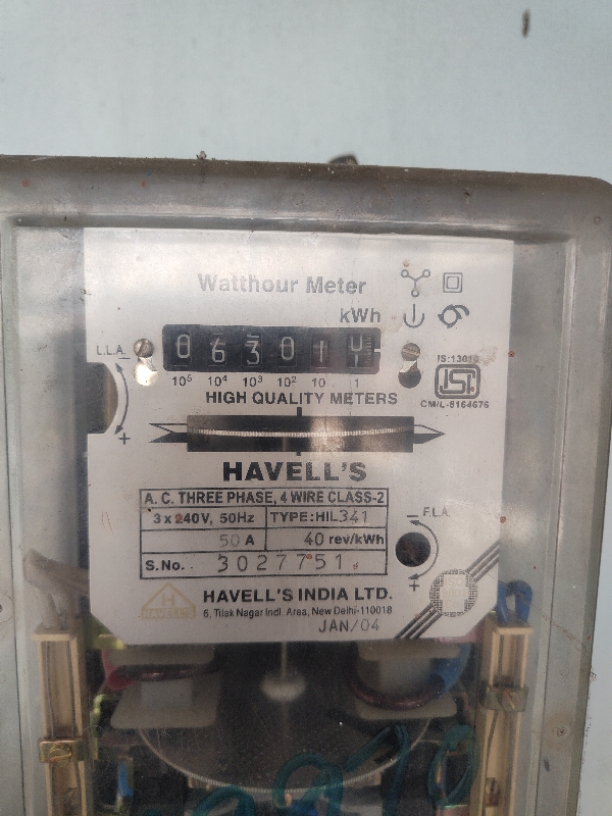 Watthour Meter
kWh
L.L.A.
0 6 3 0 1
10⁵ 10⁴ 10³ 10² 10 1
HIGH QUALITY METERS
IS:13010
ISI
CM/L-8164676
HAVELL'S
A. C. THREE PHASE, 4 WIRE CLASS-2
3 x 240V, 50Hz TYPE:HIL341
50 A 40 rev/kWh
S.No. 3027751
F.L.A.
HAVELL'S
HAVELL'S INDIA LTD.
6, Tilak Nagar Indl. Area, New Delhi-110018
JAN/04